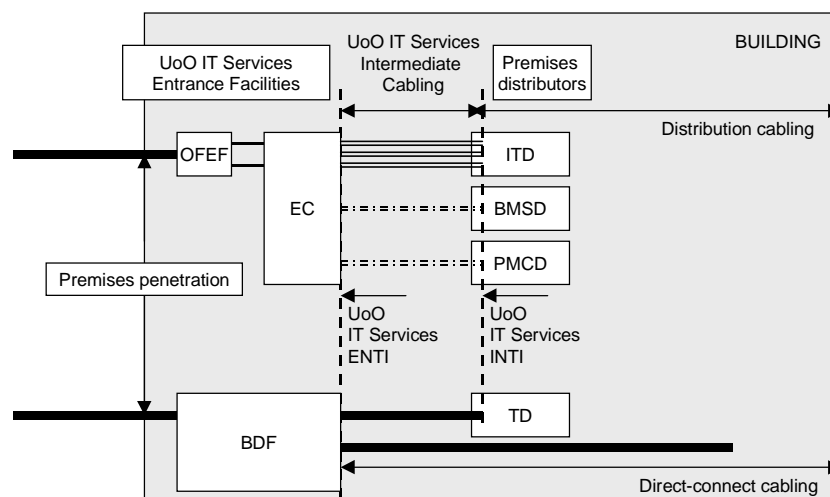 BUILDING
UoO IT Services
Entrance Facilities
UoO IT Services
Intermediate
Cabling
Premises
distributors
Distribution cabling
OFEF
EC
ITD
BMSD
PMCD
Premises penetration
UoO
IT Services
ENTI
UoO
IT Services
INTI
BDF
TD
Direct-connect cabling